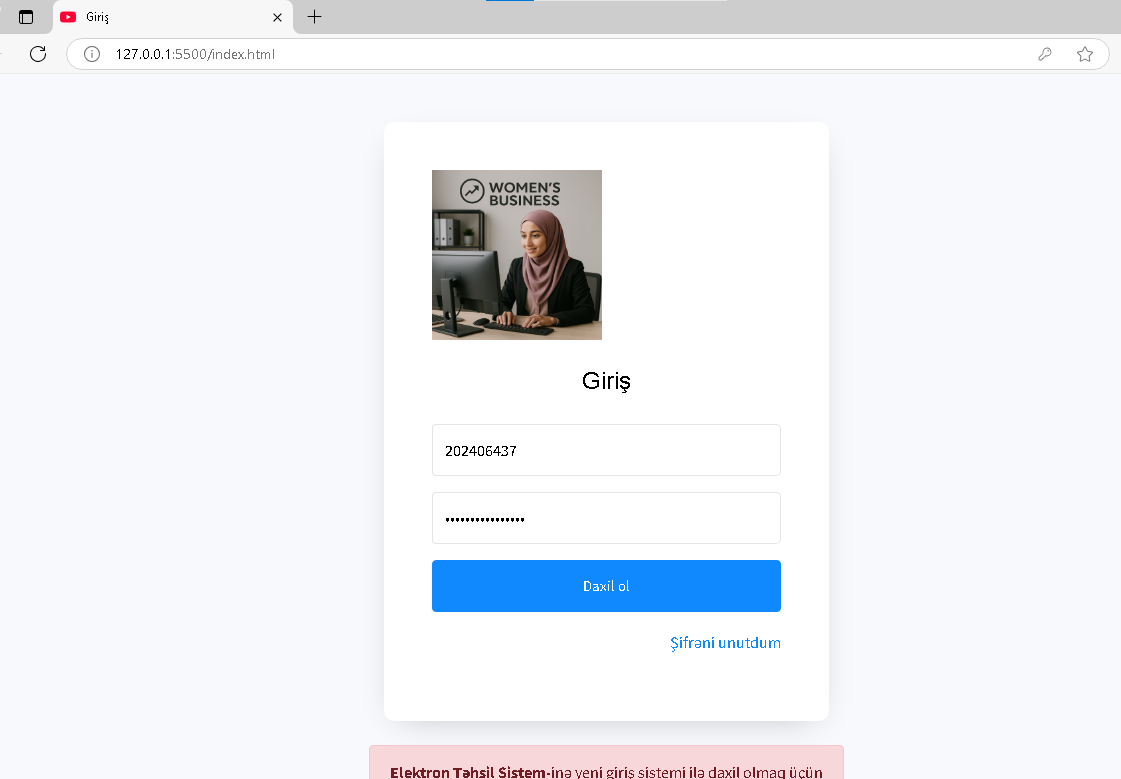 Giriş
127.0.0.1:5500/index.html
WOMEN'S
BUSINESS
Giriş
202406437
••••••••••••••••
Daxil ol
Şifrəni unutdum
Elektron Təhsil Sistem-inə yeni giriş sistemi ilə daxil olmaq üçün